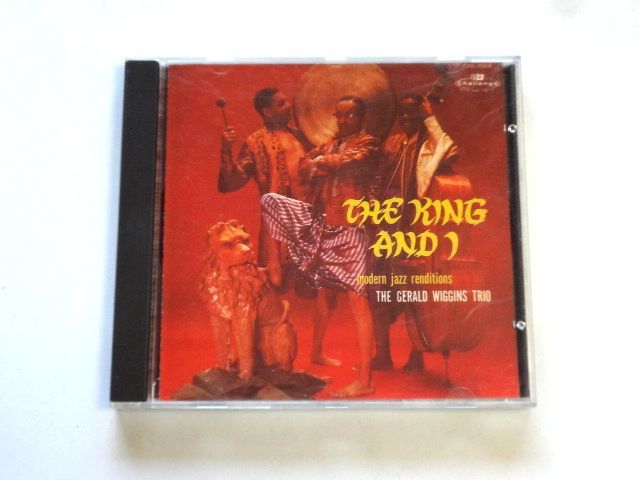 Challenge
THE KING
AND I
modern jazz renditions
THE GERALD WIGGINS TRIO